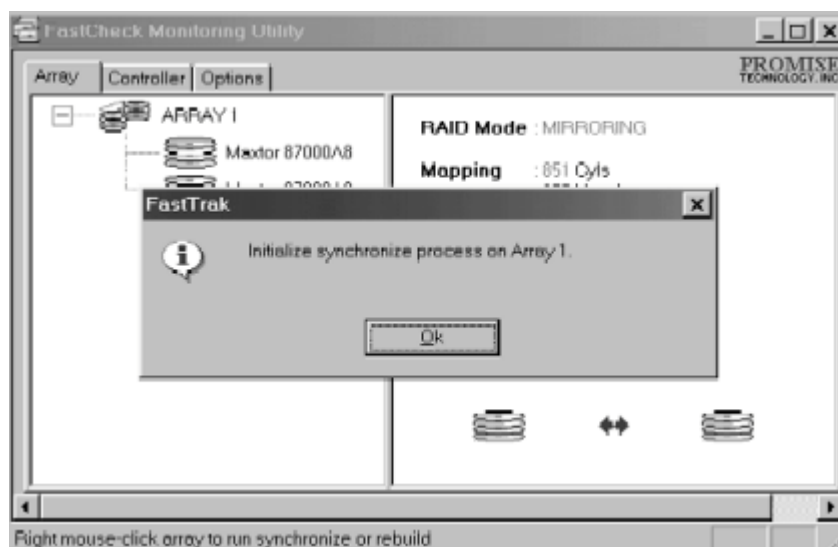 FastCheck Monitoring Utility
PROMISE
TECHNOLOGY, INC
Array Controller Options
ARRAY 1
Maxtor 87000A8
RAID Mode : MIRRORING
Mapping : 851 Cyls
FastTrak
Initialize synchronize process on Array 1.
Ok
Right mouse-click array to run synchronize or rebuild